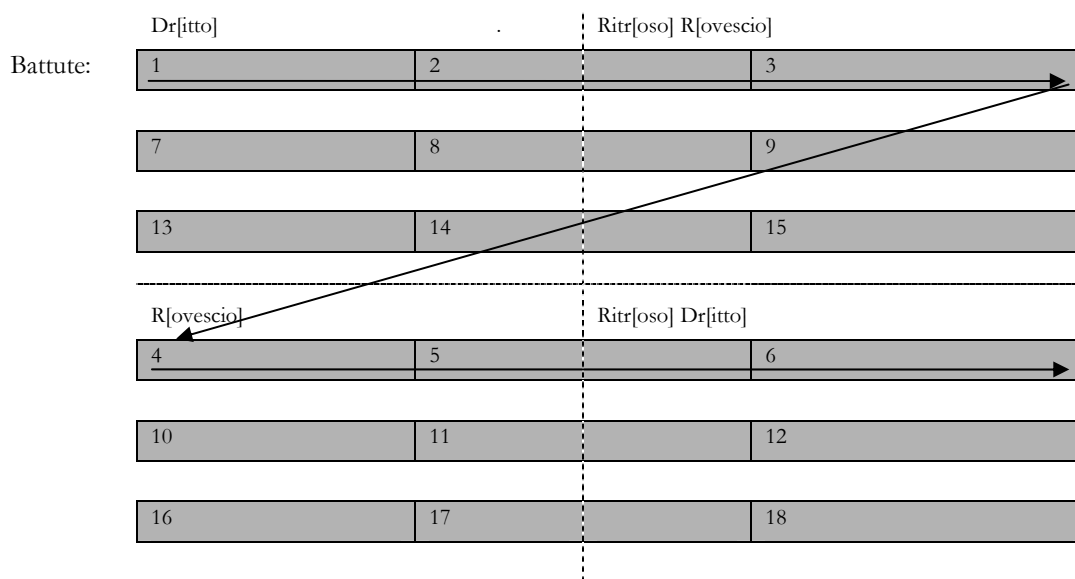 Dr[itto] . Ritr[oso] R[ovescio]
Battute: 1 2 3
7 8 9
13 14 15
R[ovescio] Ritr[oso] Dr[itto]
4 5 6
10 11 12
16 17 18